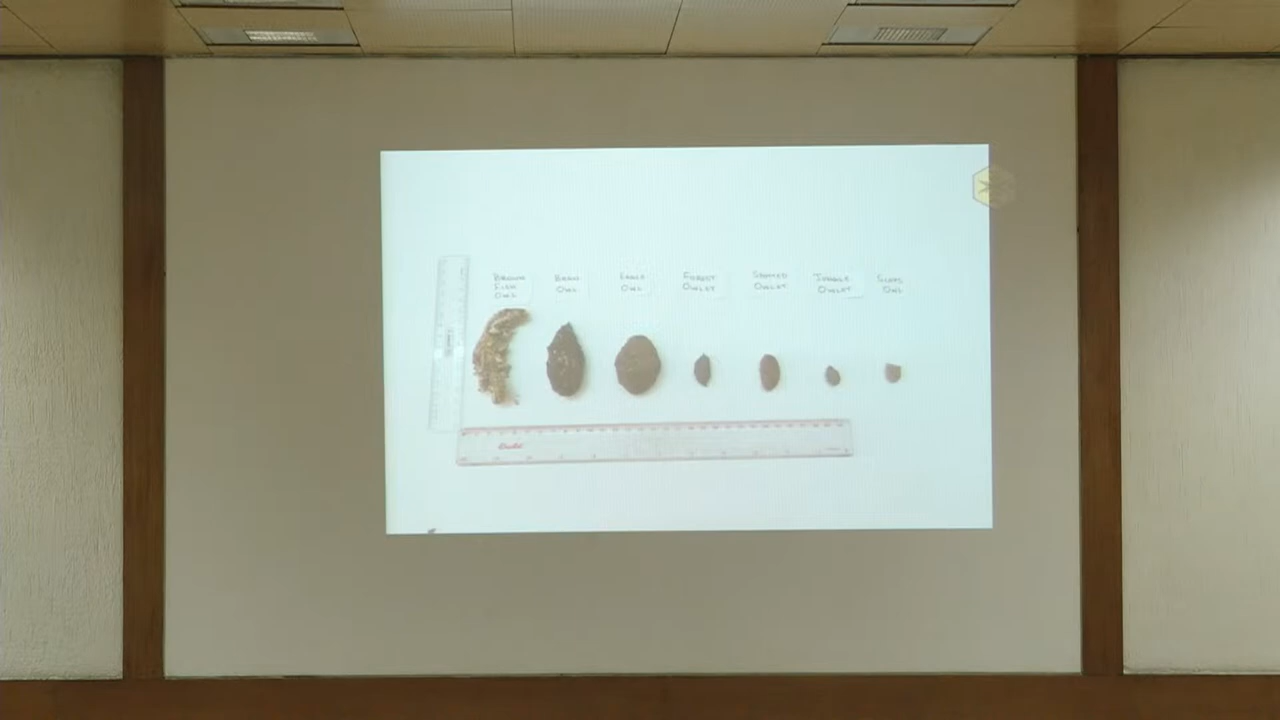 BROWN
FISH
OWL
BARN
OWL
EAGLE
OWL
FOREST
OWLET
SPOTTED
OWLET
JUNGLE
OWLET
SCOPS
OWL